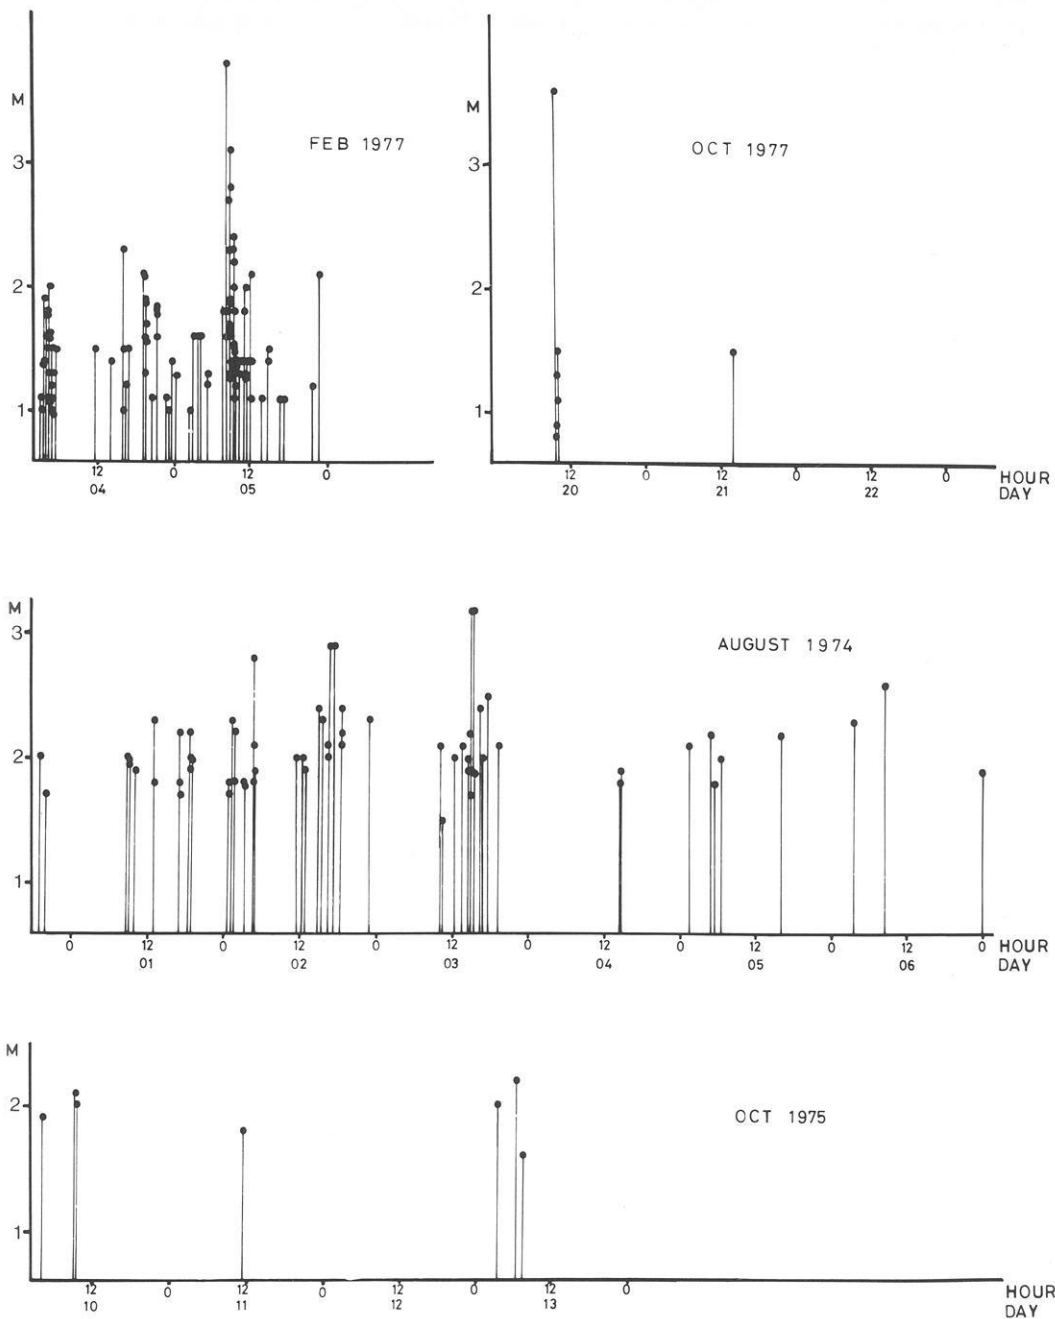 M
FEB 1977
3
2
1
12 0 12 0
04 05
M
OCT 1977
3
2
1
12 0 12 0 12 0 HOUR
20 21 22 DAY
M
AUGUST 1974
3
2
1
0 12 0 12 0 12 0 12 0 12 0 12 0 HOUR
01 02 03 04 05 06 DAY
M
OCT 1975
2
1
12 0 12 0 12 0 12 0 HOUR
10 11 12 13 DAY